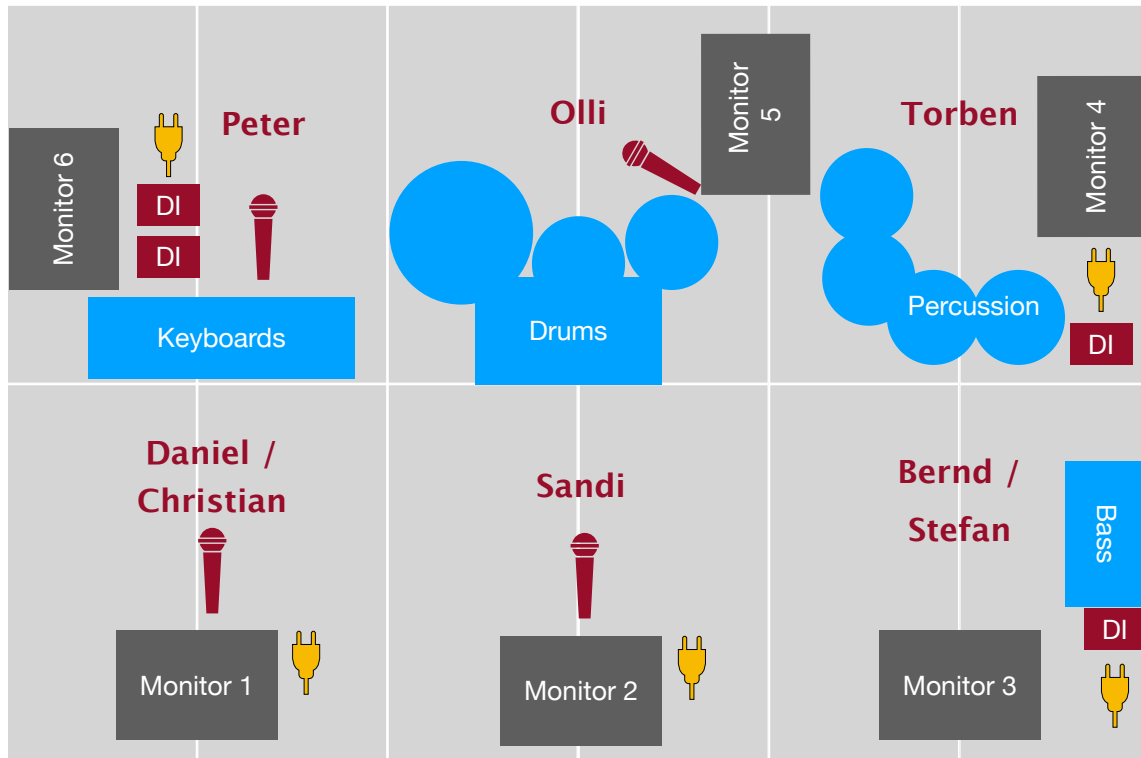 Monitor 6
Peter
DI
DI
Keyboards
Olli
Monitor
5
Drums
Torben
Monitor 4
Percussion
DI
Daniel /
Christian
Monitor 1
Sandi
Monitor 2
Bernd /
Stefan
Bass
DI
Monitor 3